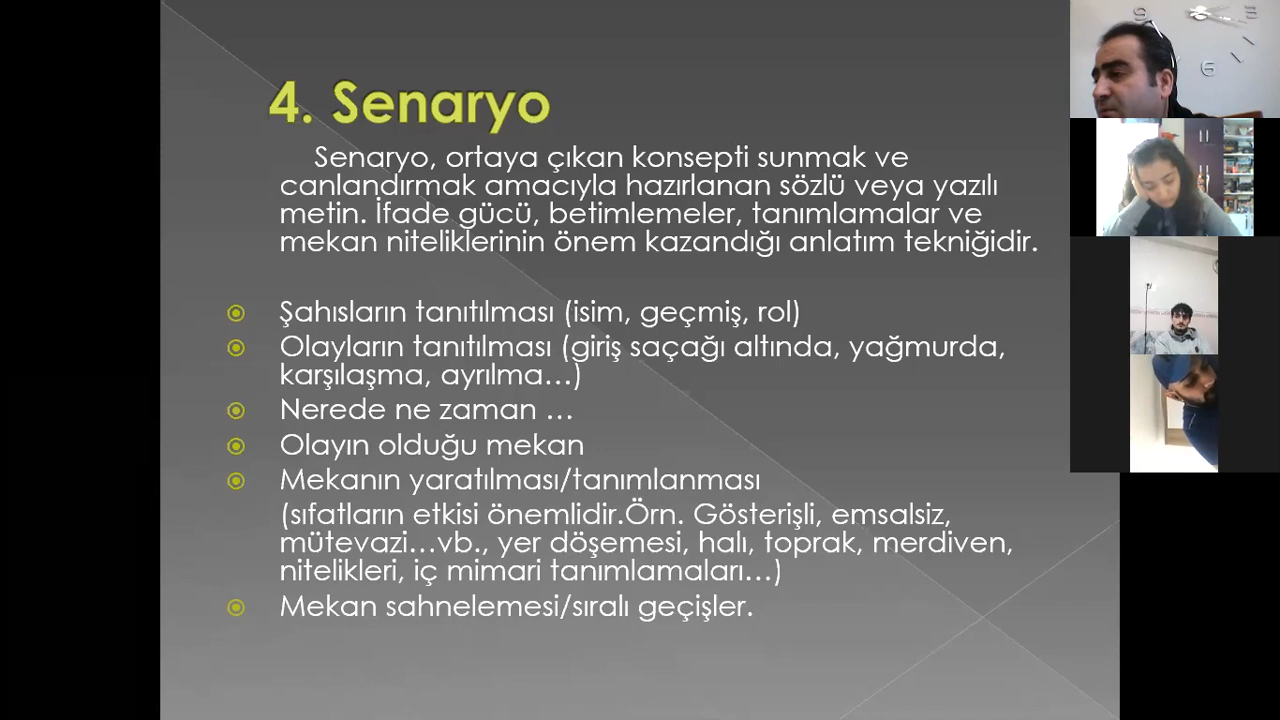 4. Senaryo
Senaryo, ortaya çıkan konsepti sunmak ve
canlandırmak amacıyla hazırlanan sözlü veya yazılı
metin. İfade gücü, betimlemeler, tanımlamalar ve
mekan niteliklerinin önem kazandığı anlatım tekniğidir.
Şahısların tanıtılması (isim, geçmiş, rol)
Olayların tanıtılması (giriş saçağı altında, yağmurda,
karşılaşma, ayrılma…)
Nerede ne zaman …
Olayın olduğu mekan
Mekanın yaratılması/tanımlanması
(sıfatların etkisi önemlidir.Örn. Gösterişli, emsalsiz,
mütevazi…vb., yer döşemesi, halı, toprak, merdiven,
nitelikleri, iç mimari tanımlamaları…)
Mekan sahnelemesi/sıralı geçişler.